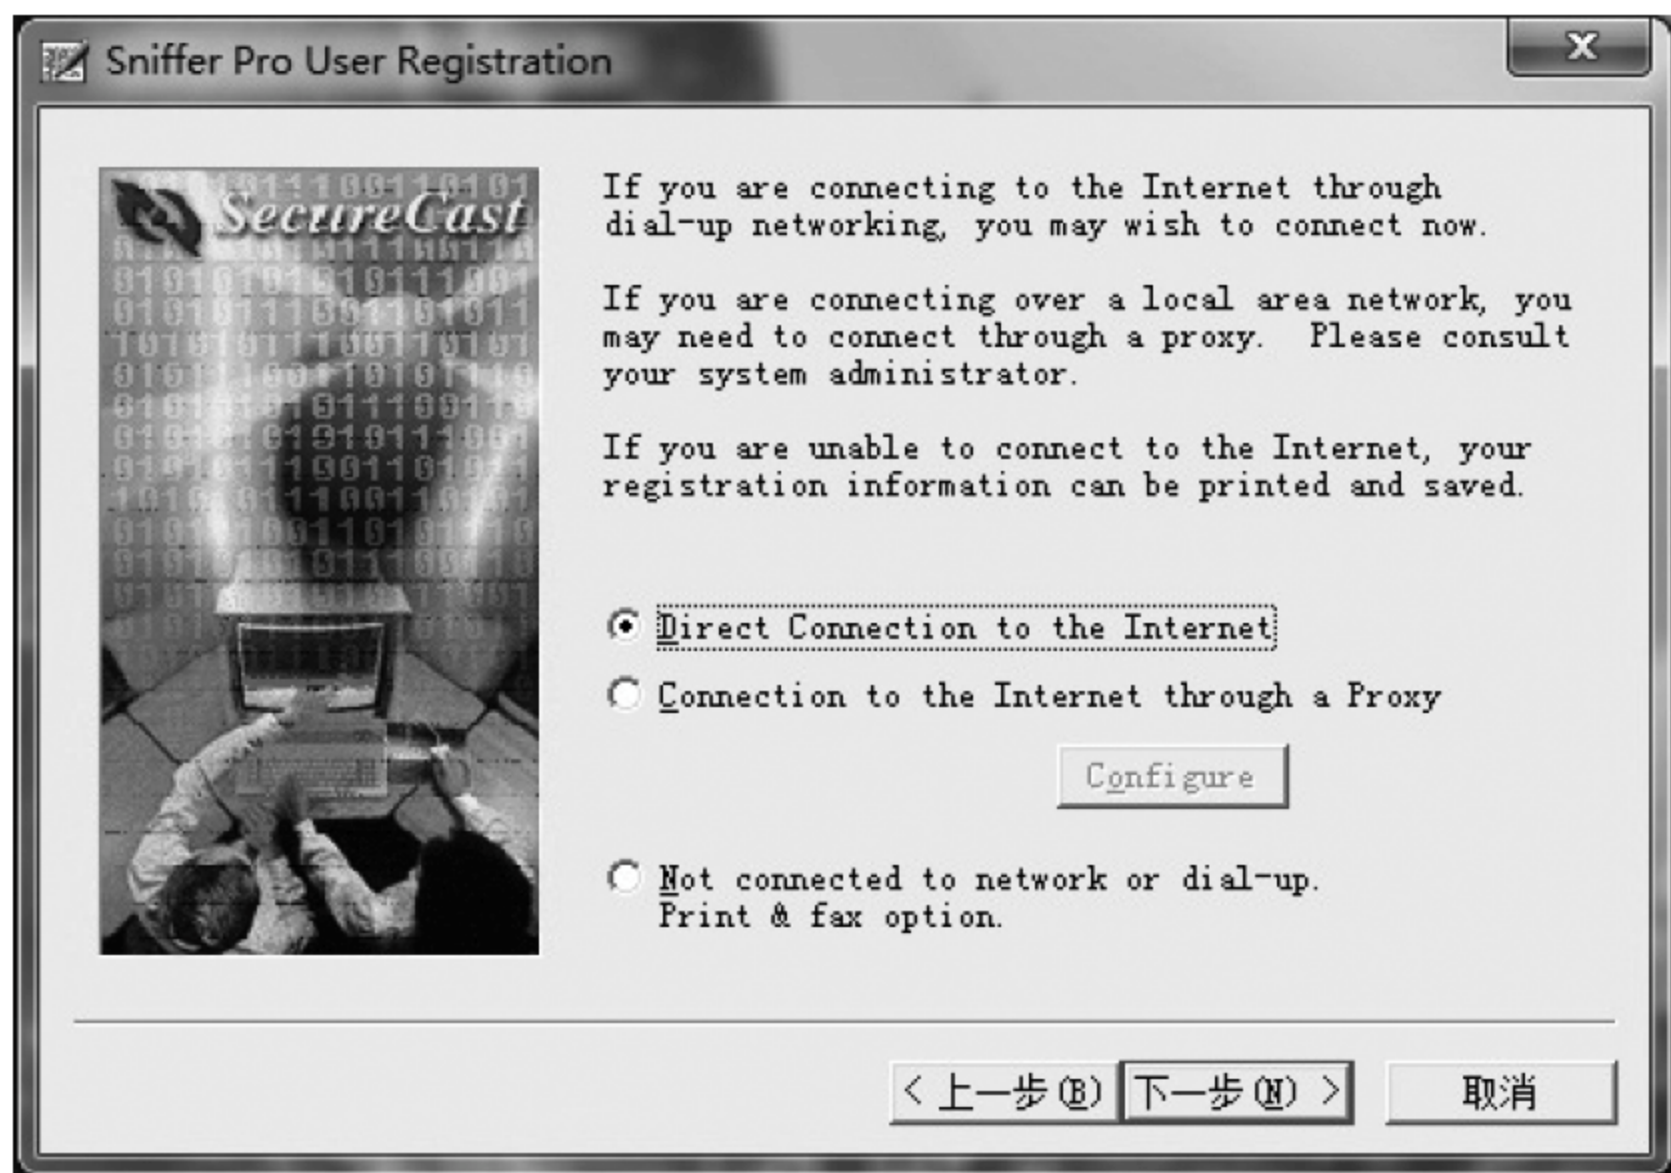 Sniffer Pro User Registration
SecureCast
If you are connecting to the Internet through
dial-up networking, you may wish to connect now.
If you are connecting over a local area network, you
may need to connect through a proxy.  Please consult
your system administrator.
If you are unable to connect to the Internet, your
registration information can be printed and saved.
Direct Connection to the Internet
Connection to the Internet through a Proxy
Configure
Not connected to network or dial-up.
Print & fax option.
< 上一步(B) 下一步(N) > 取消